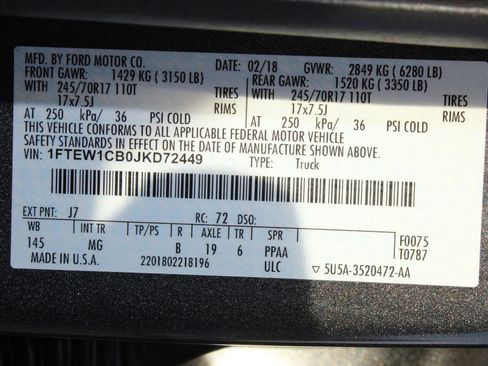 MFD. BY FORD MOTOR CO. DATE: 02/18 GVWR: 2849 KG ( 6280 LB)
FRONT GAWR: 1429 KG ( 3150 LB) REAR GAWR: 1520 KG ( 3350 LB)
WITH 245/70R17 110T TIRES WITH 245/70R17 110T TIRES
17x7.5J RIMS 17x7.5J RIMS
AT 250 kPa/ 36 PSI COLD AT 250 kPa/ 36 PSI COLD
THIS VEHICLE CONFORMS TO ALL APPLICABLE FEDERAL MOTOR VEHICLE
SAFETY STANDARDS IN EFFECT ON THE DATE OF MANUFACTURE SHOWN ABOVE.
VIN: 1FTEW1CB0JKD72449 TYPE: Truck
EXT PNT: J7 RC: 72 DSO:
WB INT TR TP/PS R AXLE TR SPR F0075
145 MG B 19 6 PPAA T0787
MADE IN U.S.A. 2201802218196 ULC ▽ 5U5A-3520472-AA